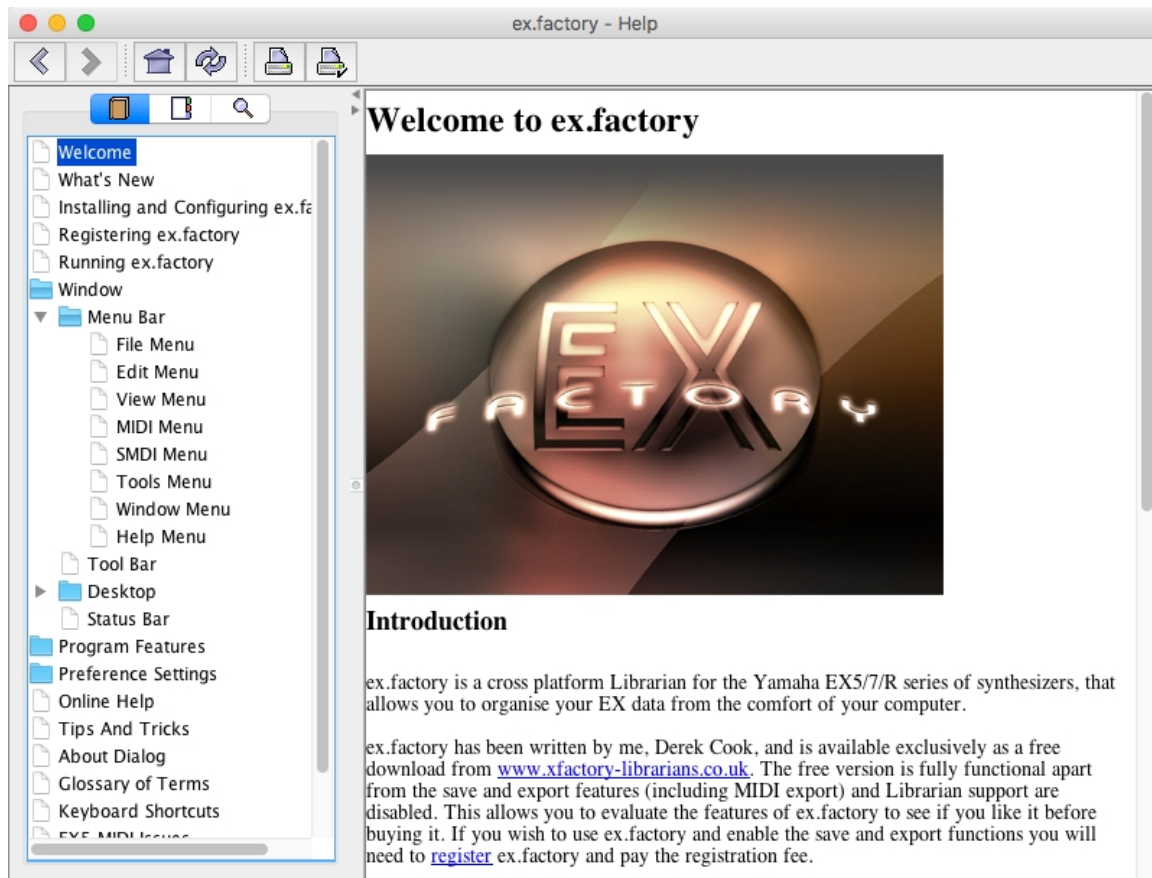 ex.factory - Help
Welcome
What's New
Installing and Configuring ex.fa
Registering ex.factory
Running ex.factory
Window
Menu Bar
File Menu
Edit Menu
View Menu
MIDI Menu
SMDI Menu
Tools Menu
Window Menu
Help Menu
Tool Bar
Desktop
Status Bar
Program Features
Preference Settings
Online Help
Tips And Tricks
About Dialog
Glossary of Terms
Keyboard Shortcuts
EX5 MIDI Issues
Welcome to ex.factory
EX
FACTORY
Introduction
ex.factory is a cross platform Librarian for the Yamaha EX5/7/R series of synthesizers, that
allows you to organise your EX data from the comfort of your computer.
ex.factory has been written by me, Derek Cook, and is available exclusively as a free
download from www.xfactory-librarians.co.uk. The free version is fully functional apart
from the save and export features (including MIDI export) and Librarian support are
disabled. This allows you to evaluate the features of ex.factory to see if you like it before
buying it. If you wish to use ex.factory and enable the save and export functions you will
need to register ex.factory and pay the registration fee.